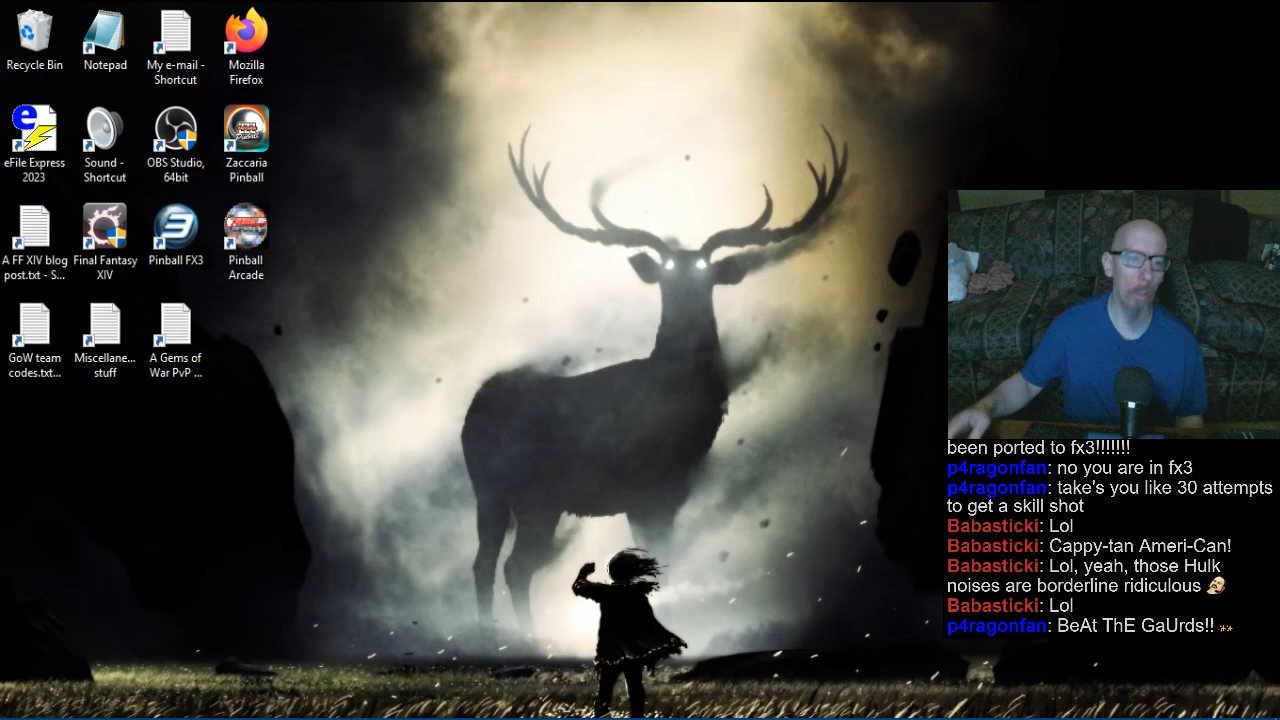 Recycle Bin
Notepad
My e-mail -
Shortcut
Mozilla
Firefox
eFile Express
2023
Sound -
Shortcut
OBS Studio,
64bit
Zaccaria
Pinball
A FF XIV blog
post.txt - S...
Final Fantasy
XIV
Pinball FX3
Pinball
Arcade
GoW team
codes.txt...
Miscellane...
stuff
A Gems of
War PvP ...
been ported to fx3!!!!!!!
p4ragonfan: no you are in fx3
p4ragonfan: take's you like 30 attempts
to get a skill shot
Babasticki: Lol
Babasticki: Cappy-tan Ameri-Can!
Babasticki: Lol, yeah, those Hulk
noises are borderline ridiculous
Babasticki: Lol
p4ragonfan: BeAt ThE GaUrds!!